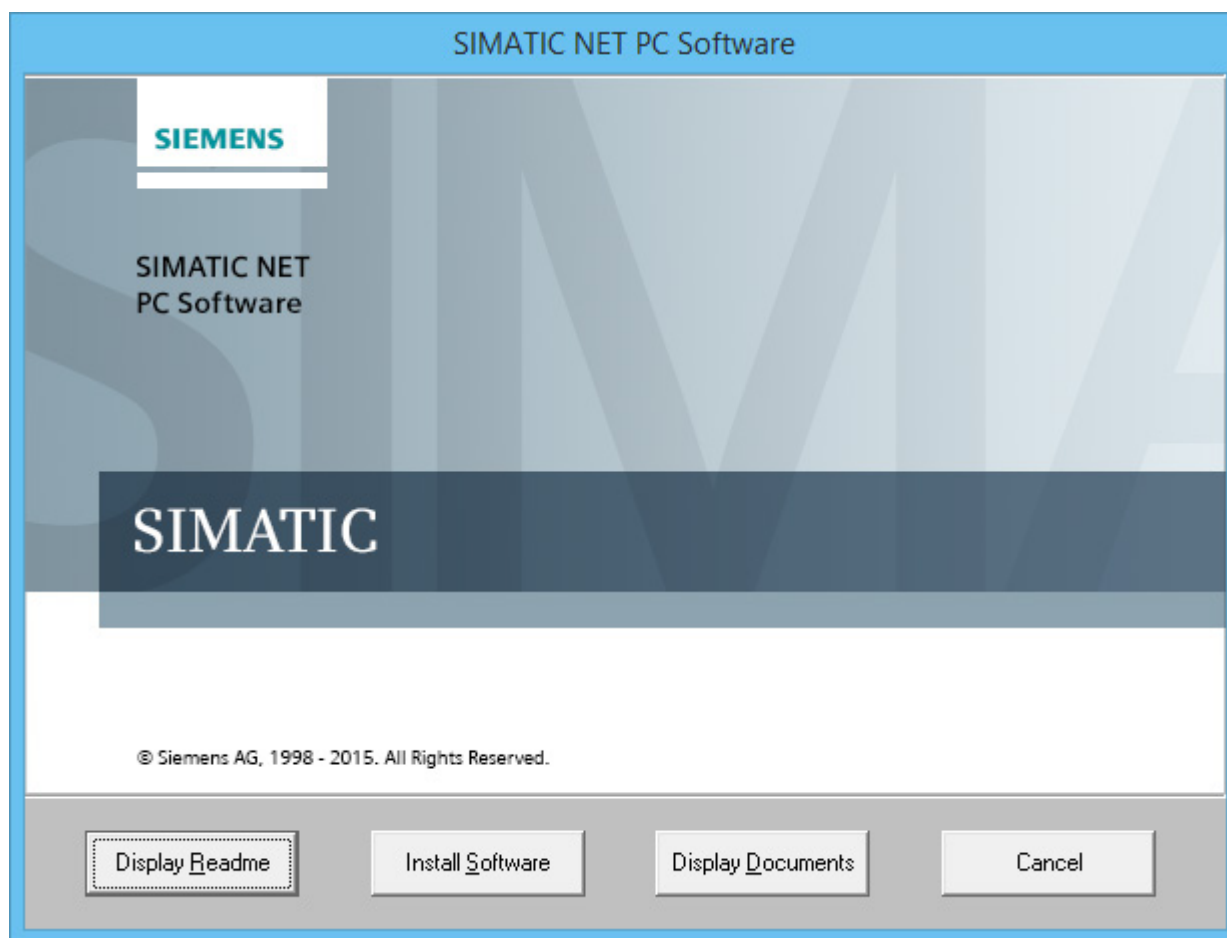 SIMATIC NET PC Software
SIEMENS
SIMATIC NET
PC Software
SIMATIC
© Siemens AG, 1998 - 2015. All Rights Reserved.
Display Readme
Install Software
Display Documents
Cancel